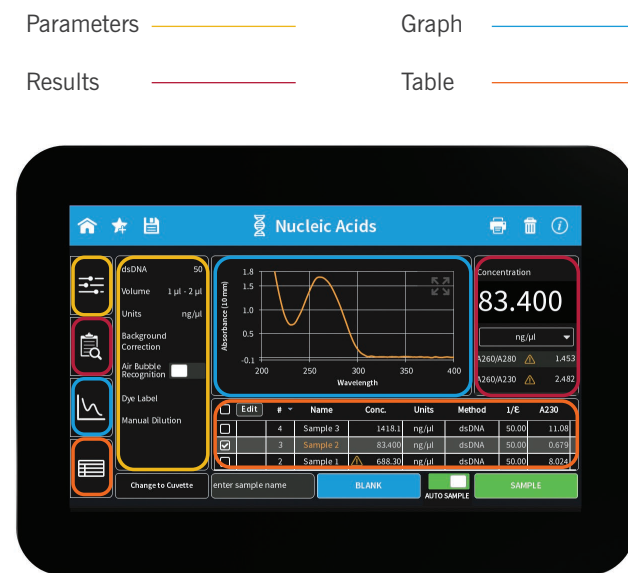 Parameters Graph
Results Table
Nucleic Acids
dsDNA 50
Volume 1 µl - 2 µl
Units ng/µl
Background
Correction
Air Bubble
Recognition
Dye Label
Manual Dilution
Absorbance (10 mm)
1.8
1.5
1.0
0.5
-0.1
200 250 300 350 400
Wavelength
Concentration
83.400
ng/µl
A260/A280 1.453
A260/A230 2.482
Edit # Name Conc. Units Method 1/Ɛ A230
4 Sample 3 1418.1 ng/µl dsDNA 50.00 11.08
3 Sample 2 83.400 ng/µl dsDNA 50.00 0.679
2 Sample 1 688.30 ng/µl dsDNA 50.00 8.024
Change to Cuvette enter sample name BLANK AUTO SAMPLE SAMPLE